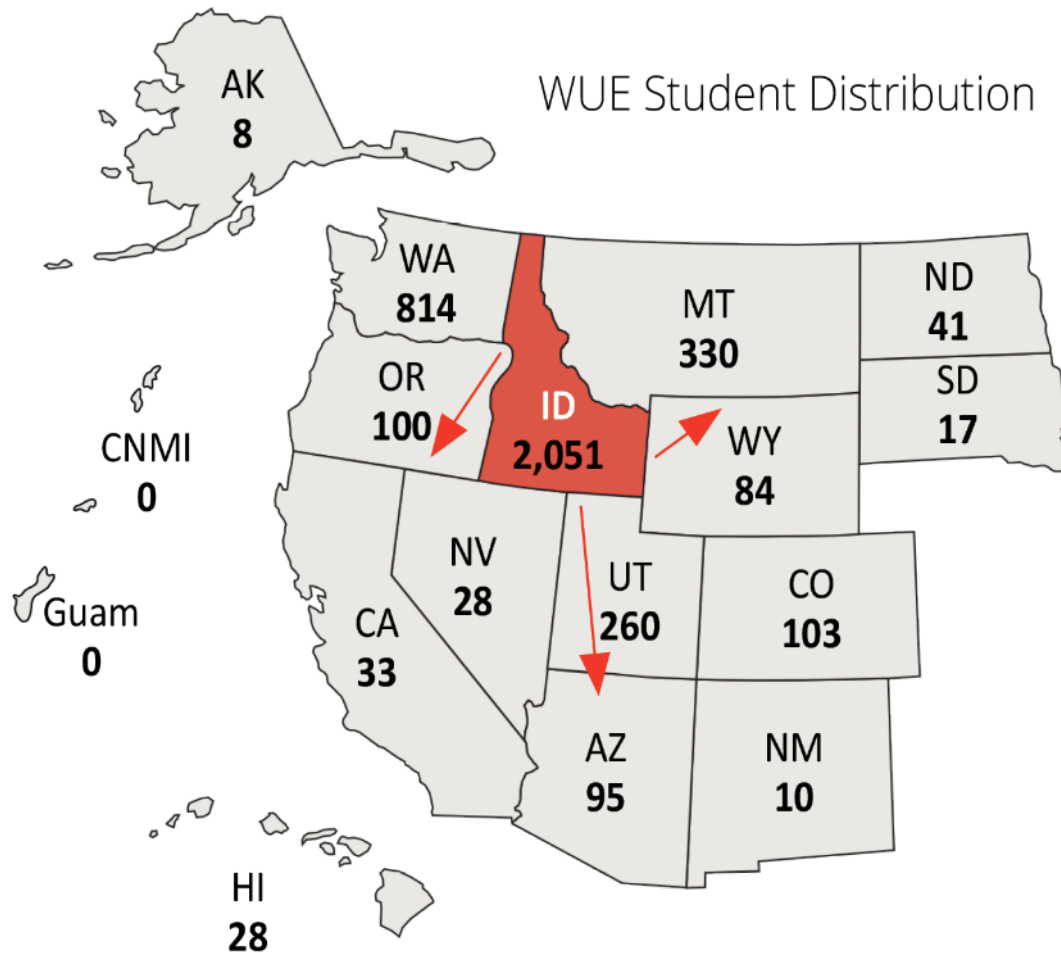 AK
8
WUE Student Distribution
WA
814
MT
330
ND
41
OR
100
ID
2,051
SD
17
WY
84
CNMI
0
NV
28
UT
260
CO
103
Guam
0
CA
33
AZ
95
NM
10
HI
28